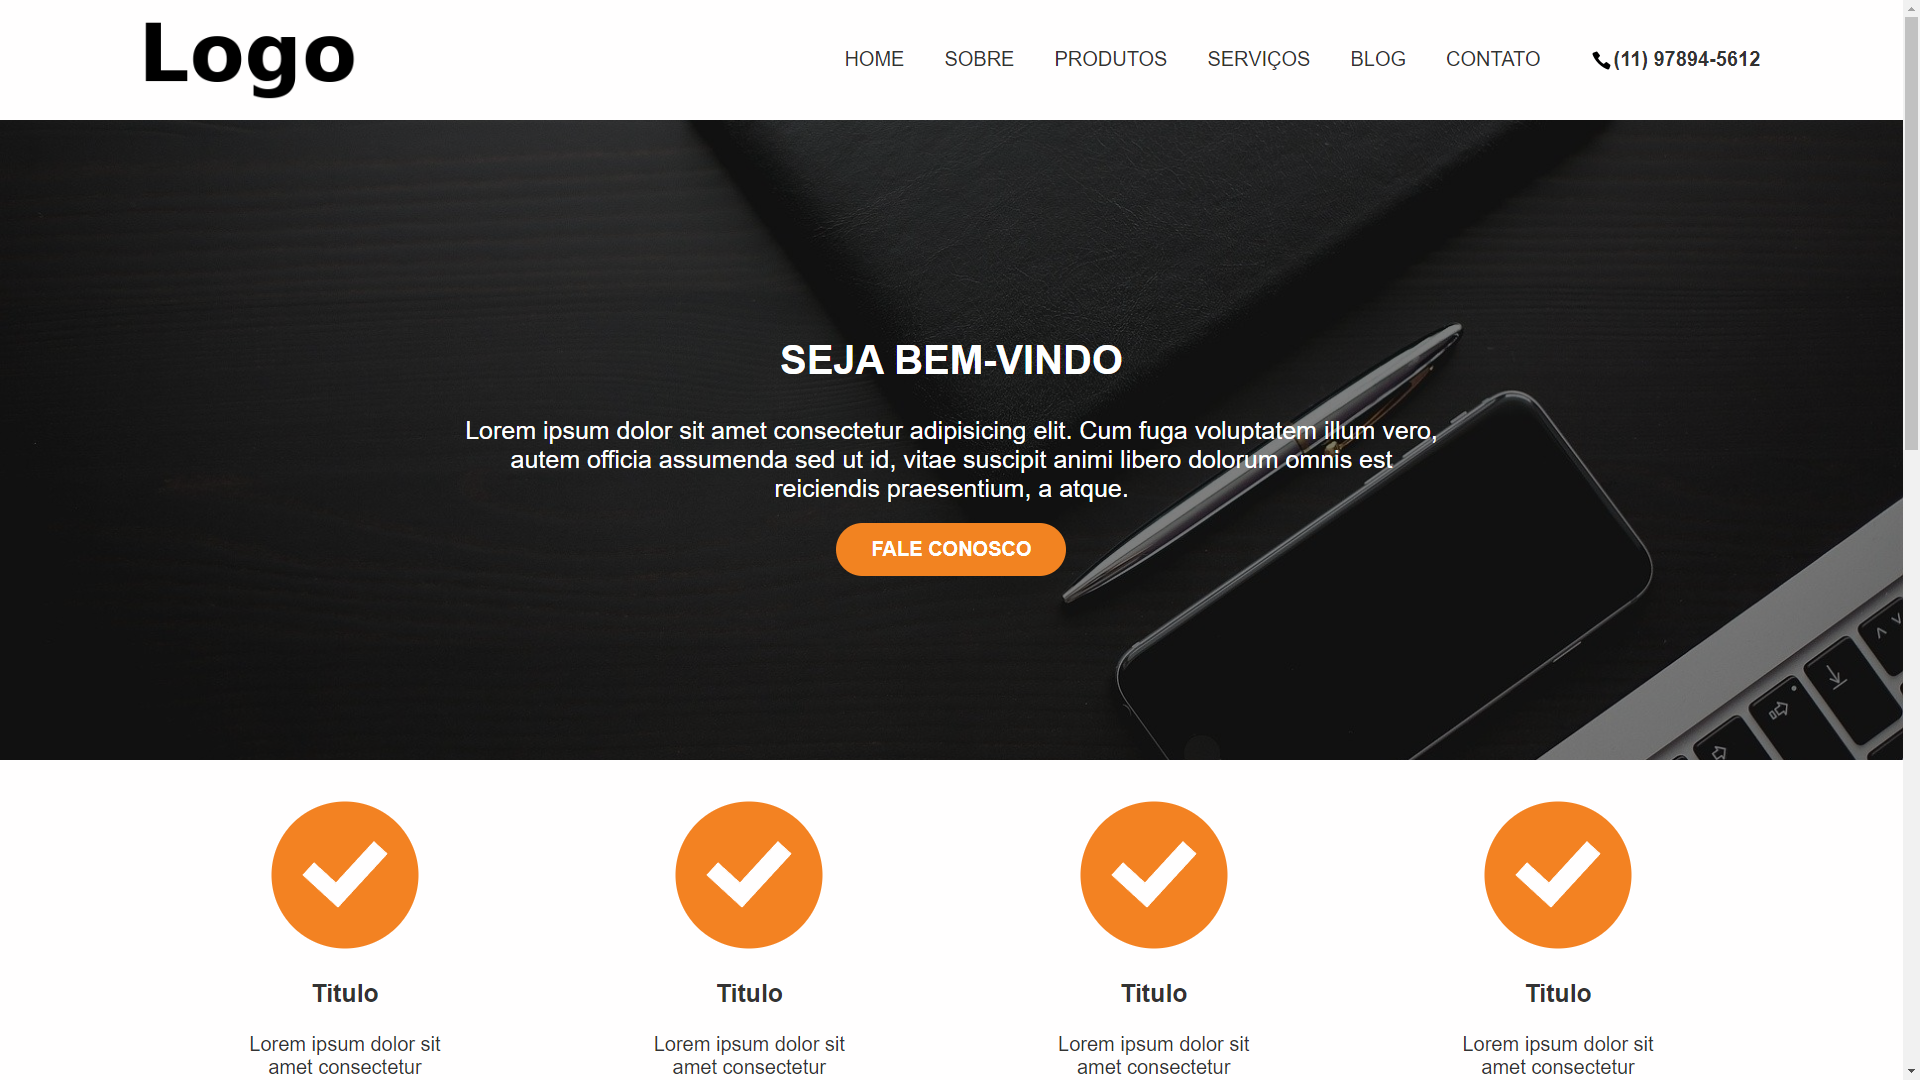 Logo
HOME SOBRE PRODUTOS SERVIÇOS BLOG CONTATO (11) 97894-5612
SEJA BEM-VINDO
Lorem ipsum dolor sit amet consectetur adipisicing elit. Cum fuga voluptatem illum vero,
autem officia assumenda sed ut id, vitae suscipit animi libero dolorum omnis est
reiciendis praesentium, a atque.
FALE CONOSCO
Titulo Titulo Titulo Titulo
Lorem ipsum dolor sit Lorem ipsum dolor sit Lorem ipsum dolor sit Lorem ipsum dolor sit
amet consectetur amet consectetur amet consectetur amet consectetur